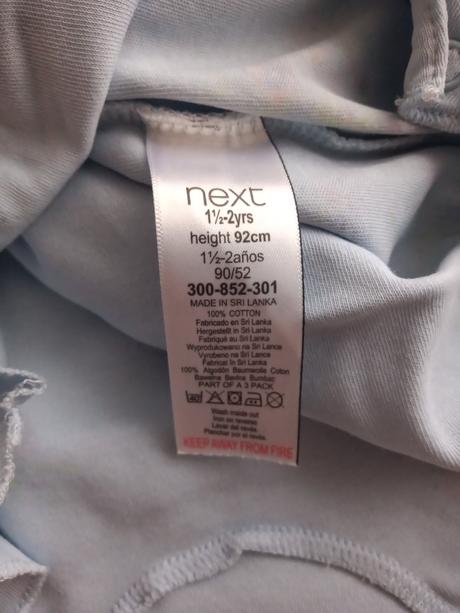 next
1½-2yrs
height 92cm
1½-2años
90/52
300-852-301
MADE IN SRI LANKA
100% COTTON
Fabricado en Sri Lanka
Hergestellt in Sri Lanka
Fabriqué au Sri Lanka
Wyprodukowano na Sri Lance
Vyrobeno na Sri Lance
Fabricat în Sri Lanka
100% Algodón Baumwolle Coton
Bawełna Bavlna Bumbac
PART OF A 3 PACK
40
Wash inside out
Iron on reverse
Lavar del revés.
Planchar por el revés.
KEEP AWAY FROM FIRE